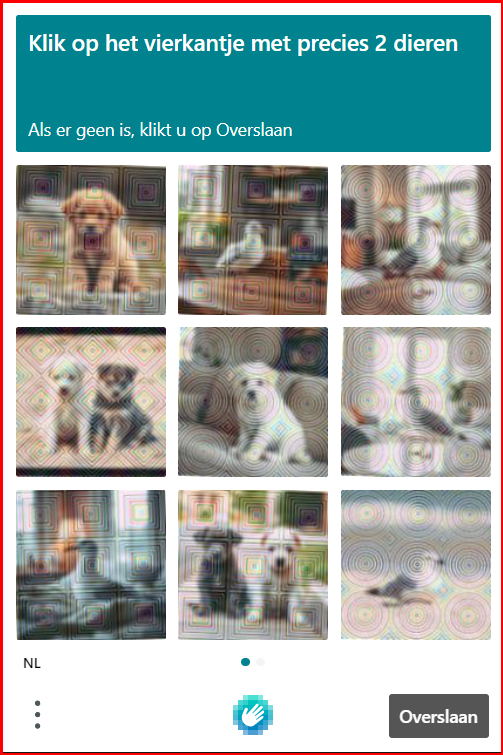 Klik op het vierkantje met precies 2 dieren
Als er geen is, klikt u op Overslaan
NL
Overslaan